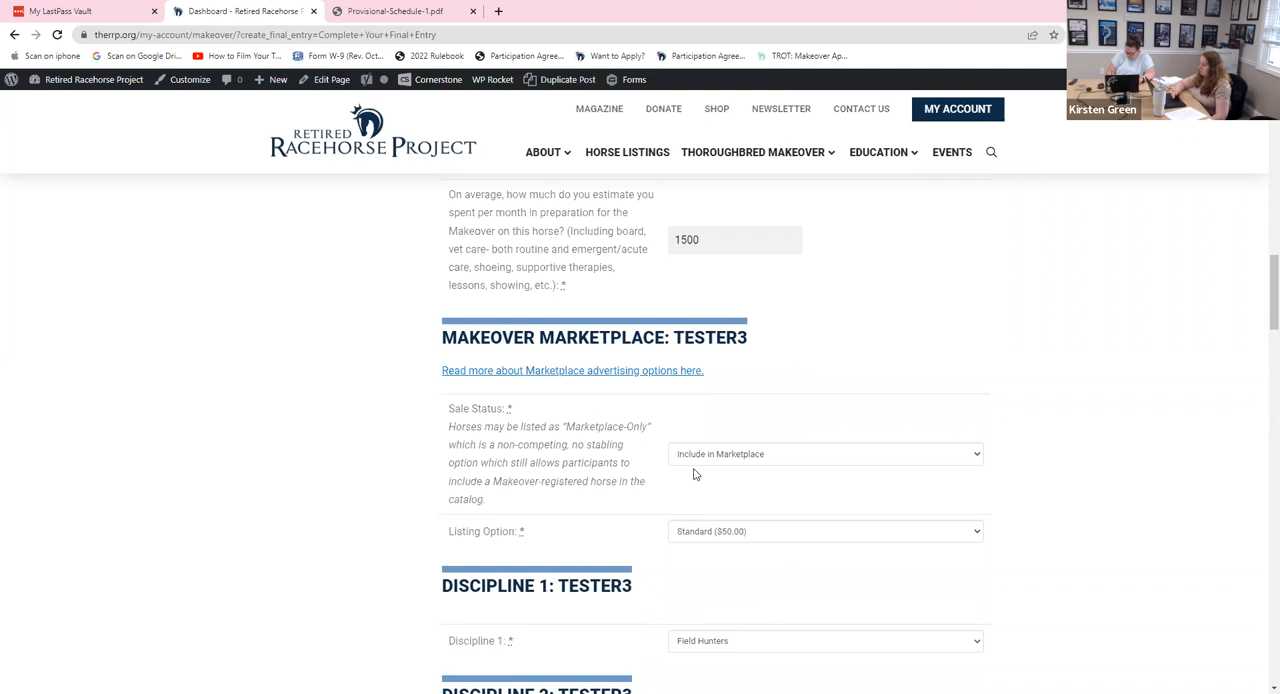 My LastPass Vault
Dashboard - Retired Racehorse P
Provisional-Schedule-1.pdf
therrp.org/my-account/makeover/?create_final_entry=Complete+Your+Final+Entry
Scan on iphone
Scan on Google Dri...
How to Film Your T...
Form W-9 (Rev. Oct...
2022 Rulebook
Participation Agree...
Want to Apply?
Participation Agree...
TROT: Makeover Ap...
Retired Racehorse Project
Customize
0
New
Edit Page
Cornerstone
WP Rocket
Duplicate Post
Forms
Kirsten Green
RETIRED
RACEHORSE PROJECT
MAGAZINE
DONATE
SHOP
NEWSLETTER
CONTACT US
MY ACCOUNT
ABOUT
HORSE LISTINGS
THOROUGHBRED MAKEOVER
EDUCATION
EVENTS
On average, how much do you estimate you
spent per month in preparation for the
Makeover on this horse? (Including board,
vet care- both routine and emergent/acute
care, shoeing, supportive therapies,
lessons, showing, etc.): *
1500
MAKEOVER MARKETPLACE: TESTER3
Read more about Marketplace advertising options here.
Sale Status: *
Horses may be listed as "Marketplace-Only"
which is a non-competing, no stabling
option which still allows participants to
include a Makeover-registered horse in the
catalog.
Include in Marketplace
Listing Option: *
Standard ($50.00)
DISCIPLINE 1: TESTER3
Discipline 1: *
Field Hunters
DISCIPLINE 2: TESTER3